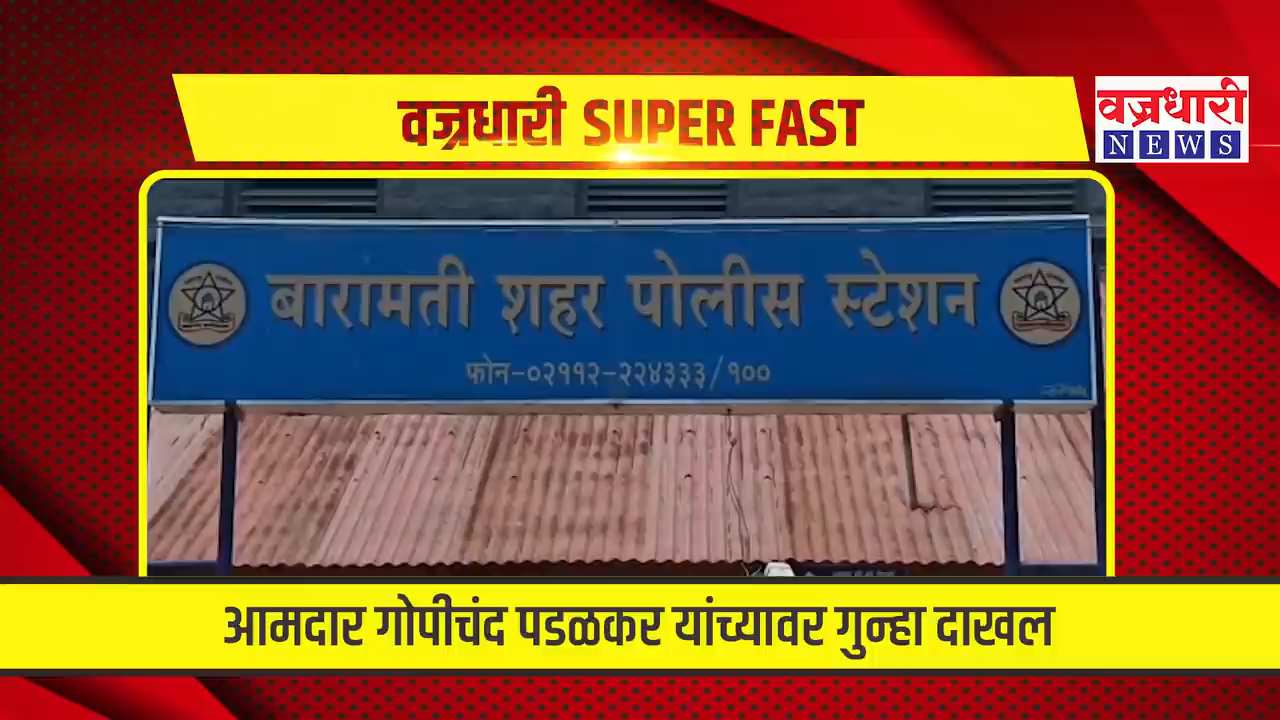 वज्रधारी SUPER FAST
वज्रधारी
NEWS
बारामती शहर पोलीस स्टेशन
फोन-०२११२-२२४३३३/१००
आमदार गोपीचंद पडळकर यांच्यावर गुन्हा दाखल